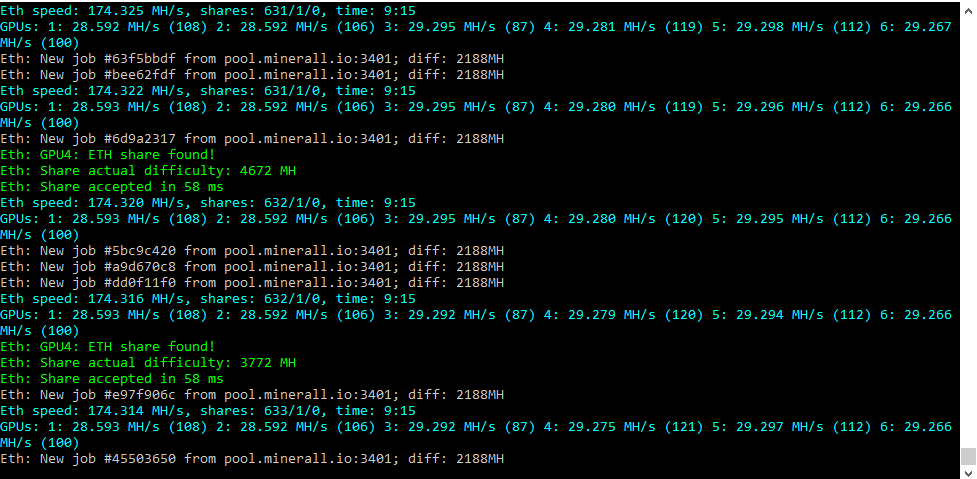 Eth speed: 174.325 MH/s, shares: 631/1/0, time: 9:15
GPUs: 1: 28.592 MH/s (108) 2: 28.592 MH/s (106) 3: 29.295 MH/s (87) 4: 29.281 MH/s (119) 5: 29.298 MH/s (112) 6: 29.267
MH/s (100)
Eth: New job #63f5bbdf from pool.minerall.io:3401; diff: 2188MH
Eth: New job #bee62fdf from pool.minerall.io:3401; diff: 2188MH
Eth speed: 174.322 MH/s, shares: 631/1/0, time: 9:15
GPUs: 1: 28.593 MH/s (108) 2: 28.592 MH/s (106) 3: 29.295 MH/s (87) 4: 29.280 MH/s (119) 5: 29.296 MH/s (112) 6: 29.266
MH/s (100)
Eth: New job #6d9a2317 from pool.minerall.io:3401; diff: 2188MH
Eth: GPU4: ETH share found!
Eth: Share actual difficulty: 4672 MH
Eth: Share accepted in 58 ms
Eth speed: 174.320 MH/s, shares: 632/1/0, time: 9:15
GPUs: 1: 28.593 MH/s (108) 2: 28.592 MH/s (106) 3: 29.295 MH/s (87) 4: 29.280 MH/s (120) 5: 29.295 MH/s (112) 6: 29.266
MH/s (100)
Eth: New job #5bc9c420 from pool.minerall.io:3401; diff: 2188MH
Eth: New job #a9d670c8 from pool.minerall.io:3401; diff: 2188MH
Eth: New job #dd0f11f0 from pool.minerall.io:3401; diff: 2188MH
Eth speed: 174.316 MH/s, shares: 632/1/0, time: 9:15
GPUs: 1: 28.593 MH/s (108) 2: 28.592 MH/s (106) 3: 29.292 MH/s (87) 4: 29.279 MH/s (120) 5: 29.294 MH/s (112) 6: 29.266
MH/s (100)
Eth: GPU4: ETH share found!
Eth: Share actual difficulty: 3772 MH
Eth: Share accepted in 58 ms
Eth: New job #e97f906c from pool.minerall.io:3401; diff: 2188MH
Eth speed: 174.314 MH/s, shares: 633/1/0, time: 9:15
GPUs: 1: 28.593 MH/s (108) 2: 28.592 MH/s (106) 3: 29.292 MH/s (87) 4: 29.275 MH/s (121) 5: 29.297 MH/s (112) 6: 29.266
MH/s (100)
Eth: New job #45503650 from pool.minerall.io:3401; diff: 2188MH